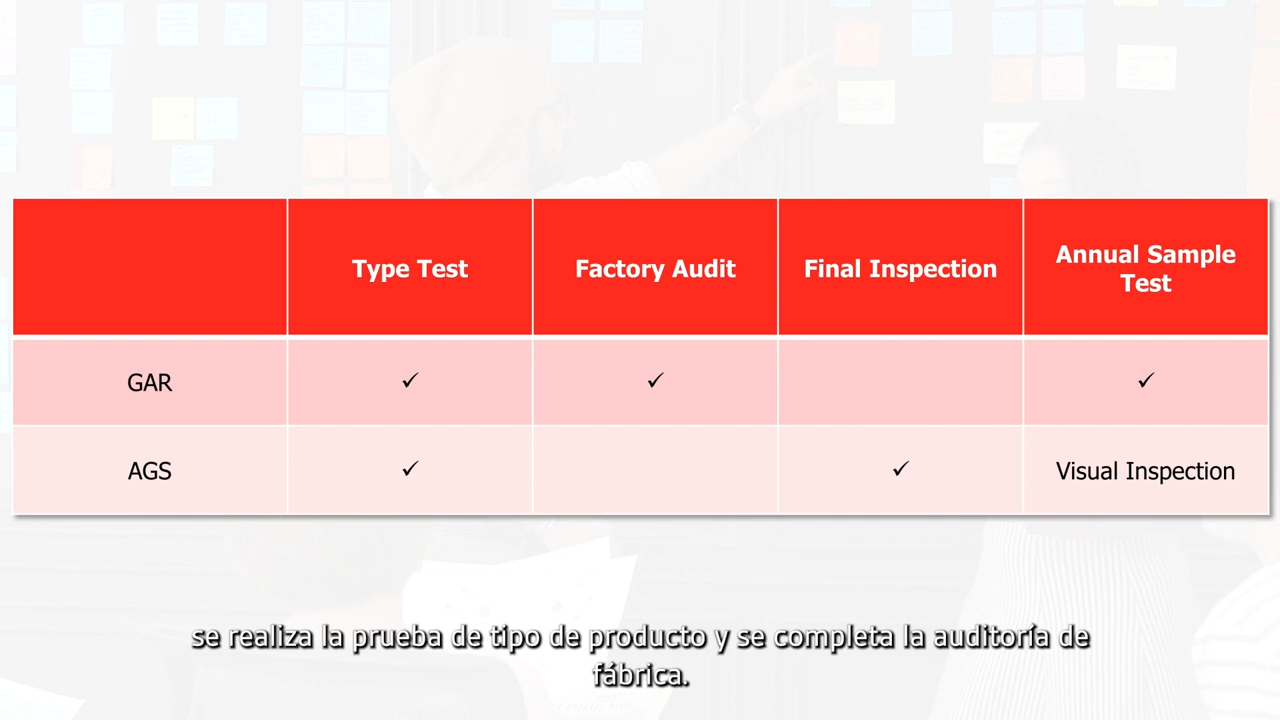 Type Test
Factory Audit
Final Inspection
Annual Sample
Test
GAR ✓ ✓ ✓
AGS ✓ ✓ Visual Inspection
se realiza la prueba de tipo de producto y se completa la auditoría de
fábrica.